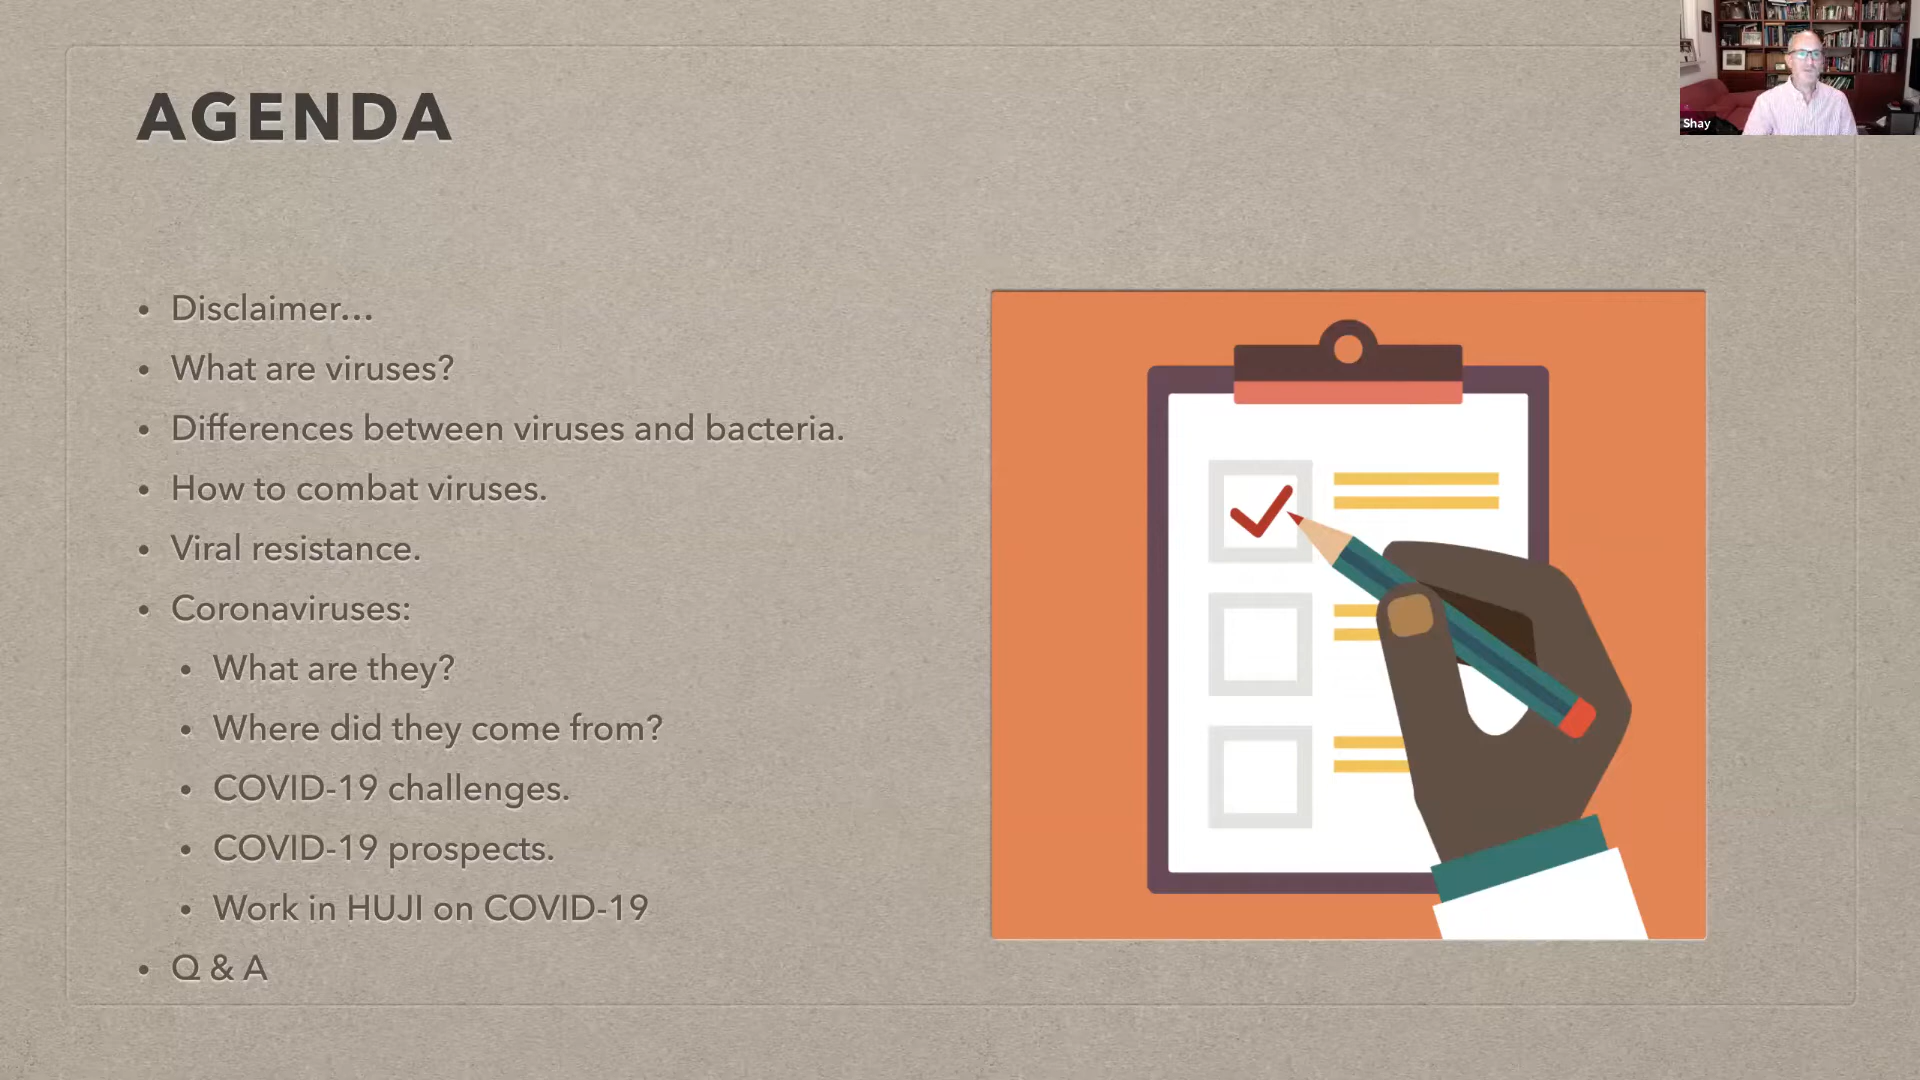 AGENDA
Shay
• Disclaimer…
• What are viruses?
• Differences between viruses and bacteria.
• How to combat viruses.
• Viral resistance.
• Coronaviruses:
• What are they?
• Where did they come from?
• COVID-19 challenges.
• COVID-19 prospects.
• Work in HUJI on COVID-19
• Q & A